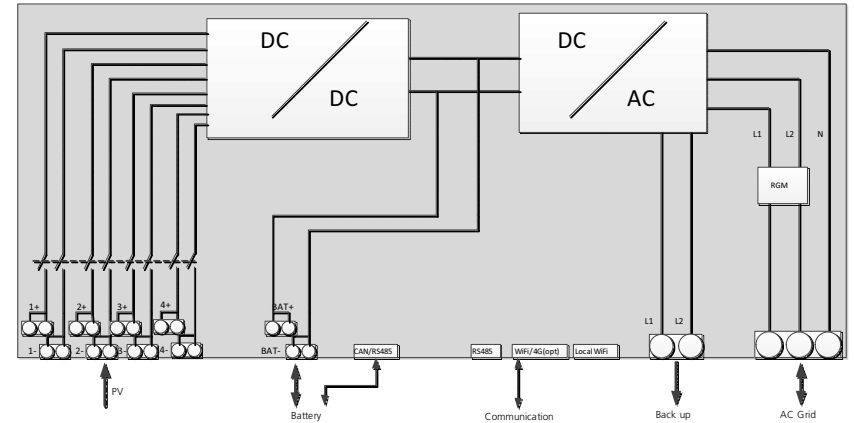 DC
DC
DC
AC
L1
L2
N
RGM
1+
2+
3+
4+
BAT+
L1
L2
1-
2-
3-
4-
BAT-
CAN/RS485
RS485
WiFi/4G(opt)
Local WiFi
PV
Battery
Communication
Back up
AC Grid